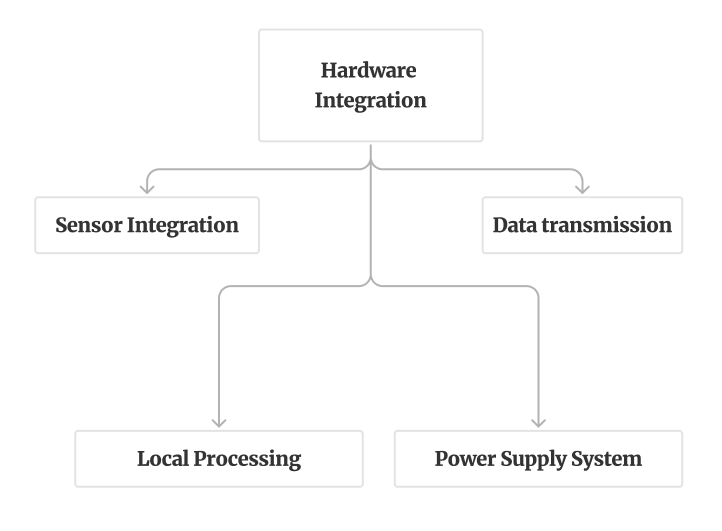 Hardware
Integration
Sensor Integration
Data transmission
Local Processing
Power Supply System